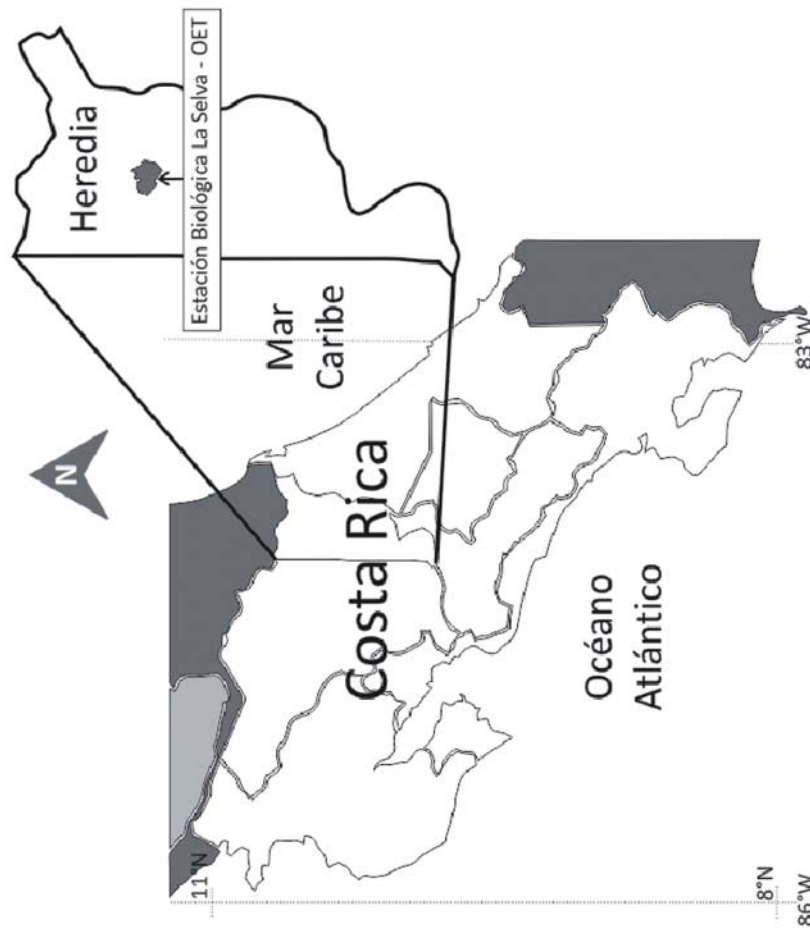 N
Heredia
Estación Biológica La Selva - OET
Mar
Caribe
Costa Rica
Océano
Atlántico
11°N
8°N
86°W
83°W